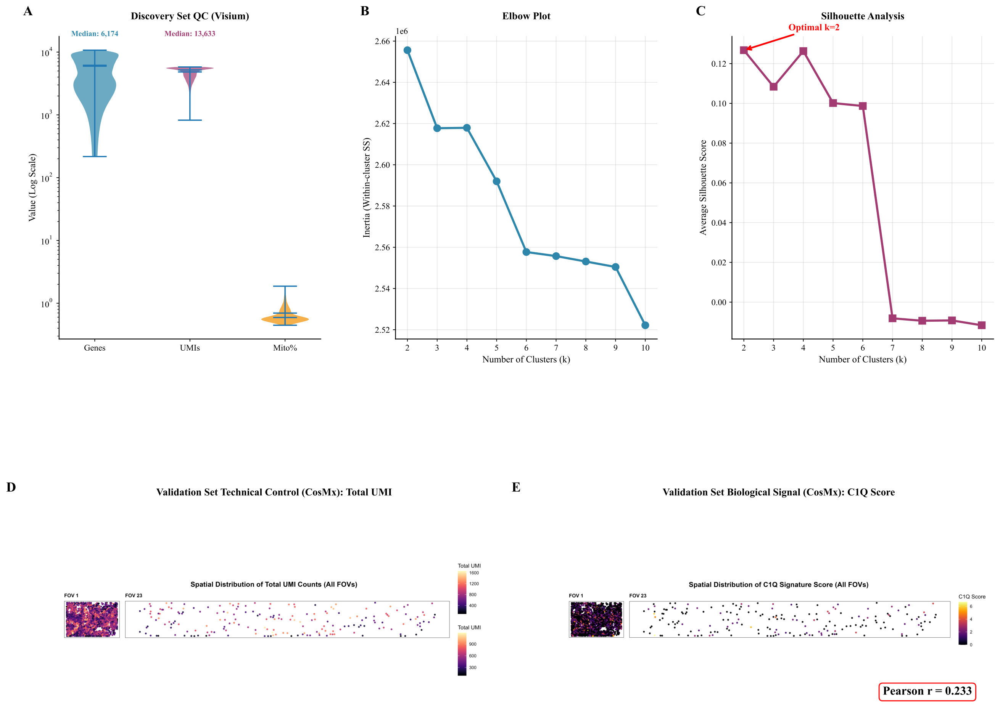 A
Discovery Set QC (Visium)
Median: 6,174
Median: 13,633
Value (Log Scale)
10^4
10^3
10^2
10^1
10^0
Genes
UMIs
Mito%
B
Elbow Plot
1e6
Inertia (Within-cluster SS)
2.66
2.64
2.62
2.60
2.58
2.56
2.54
2.52
2 3 4 5 6 7 8 9 10
Number of Clusters (k)
C
Silhouette Analysis
Optimal k=2
Average Silhouette Score
0.12
0.10
0.08
0.06
0.04
0.02
0.00
2 3 4 5 6 7 8 9 10
Number of Clusters (k)
D
Validation Set Technical Control (CosMx): Total UMI
Spatial Distribution of Total UMI Counts (All FOVs)
FOV 1
FOV 23
Total UMI
1600
1200
800
400
Total UMI
900
600
300
E
Validation Set Biological Signal (CosMx): C1Q Score
Spatial Distribution of C1Q Signature Score (All FOVs)
FOV 1
FOV 23
C1Q Score
6
4
2
0
Pearson r = 0.233